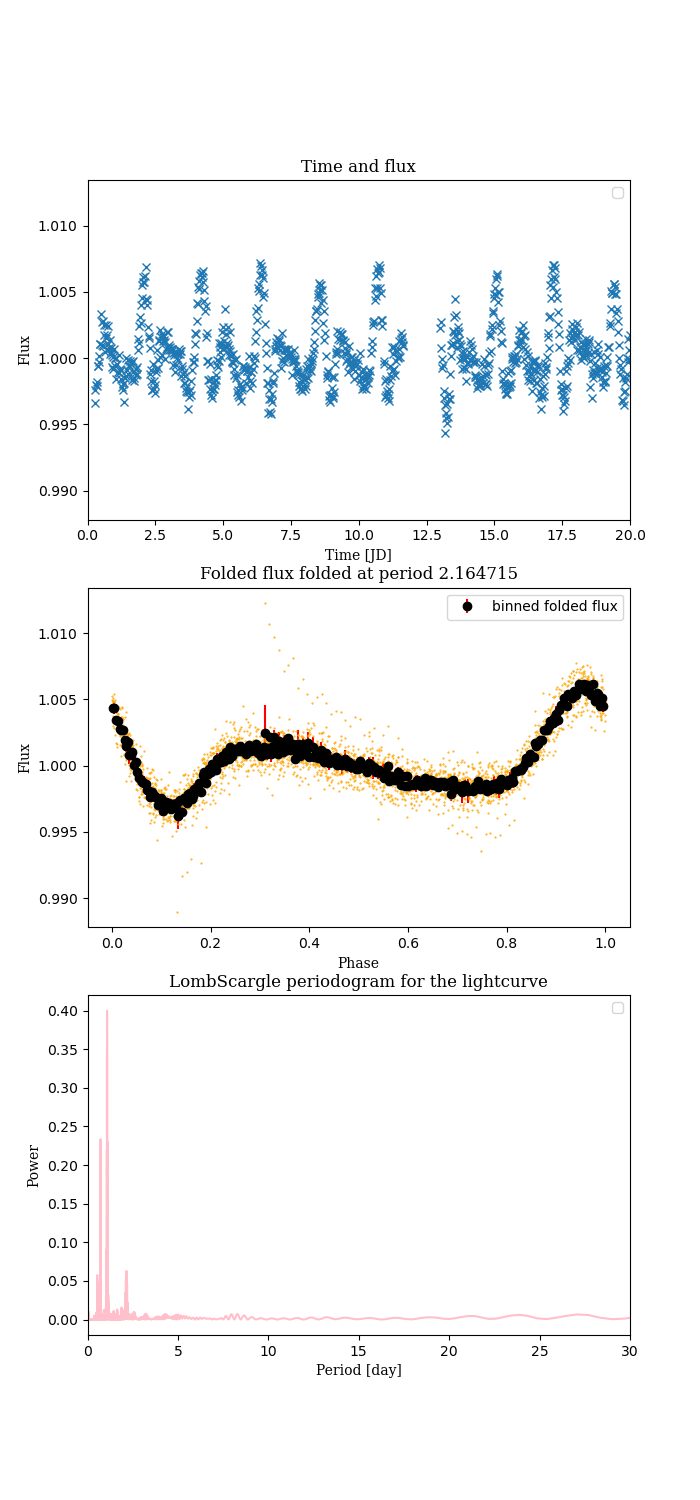 Time and flux
1.010
1.005
1.000
0.995
0.990
Flux
0.0 2.5 5.0 7.5 10.0 12.5 15.0 17.5 20.0
Time [JD]
Folded flux folded at period 2.164715
binned folded flux
1.010
1.005
1.000
0.995
0.990
Flux
0.0 0.2 0.4 0.6 0.8 1.0
Phase
LombScargle periodogram for the lightcurve
0.40
0.35
0.30
0.25
0.20
0.15
0.10
0.05
0.00
Power
0 5 10 15 20 25 30
Period [day]